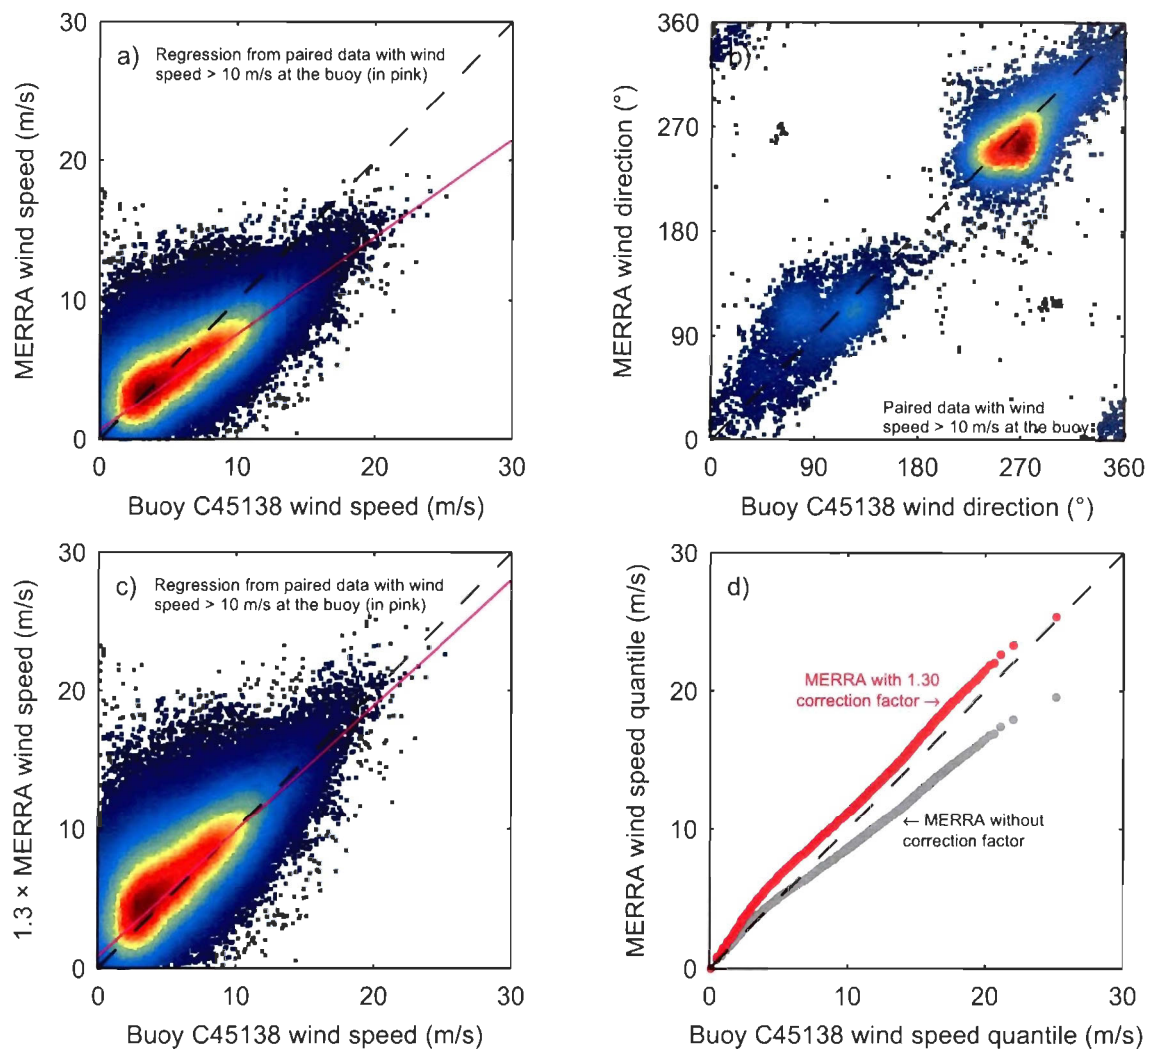 a)
Regression from paired data with wind
speed > 10 m/s at the buoy (in pink)
MERRA wind speed (m/s)
30
20
10
0
0 10 20 30
Buoy C45138 wind speed (m/s)
b)
MERRA wind direction (°)
360
270
180
90
0
Paired data with wind
speed > 10 m/s at the buoy
0 90 180 270 360
Buoy C45138 wind direction (°)
c)
Regression from paired data with wind
speed > 10 m/s at the buoy (in pink)
1.3 × MERRA wind speed (m/s)
30
20
10
0
0 10 20 30
Buoy C45138 wind speed (m/s)
d)
MERRA wind speed quantile (m/s)
30
20
10
0
MERRA with 1.30
correction factor →
← MERRA without
correction factor
0 10 20 30
Buoy C45138 wind speed quantile (m/s)